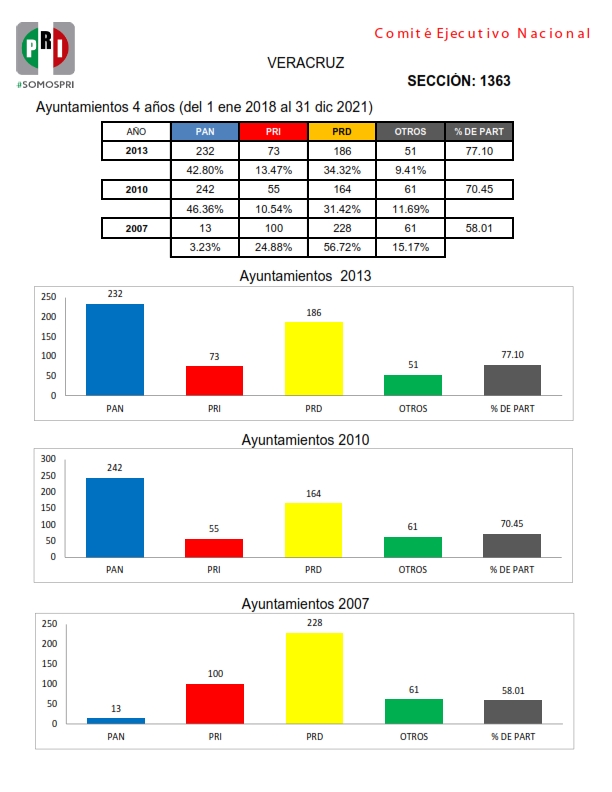 Comité Ejecutivo Nacional
PRI
#SOMOSPRI
VERACRUZ
SECCIÓN: 1363
Ayuntamientos 4 años (del 1 ene 2018 al 31 dic 2021)
AÑO PAN PRI PRD OTROS % DE PART
2013 232 73 186 51 77.10
42.80% 13.47% 34.32% 9.41%
2010 242 55 164 61 70.45
46.36% 10.54% 31.42% 11.69%
2007 13 100 228 61 58.01
3.23% 24.88% 56.72% 15.17%
Ayuntamientos 2013
250
200
150
100
50
0
232
73
186
51
77.10
PAN PRI PRD OTROS % DE PART
Ayuntamientos 2010
300
250
200
150
100
50
0
242
55
164
61
70.45
PAN PRI PRD OTROS % DE PART
Ayuntamientos 2007
250
200
150
100
50
0
13
100
228
61
58.01
PAN PRI PRD OTROS % DE PART